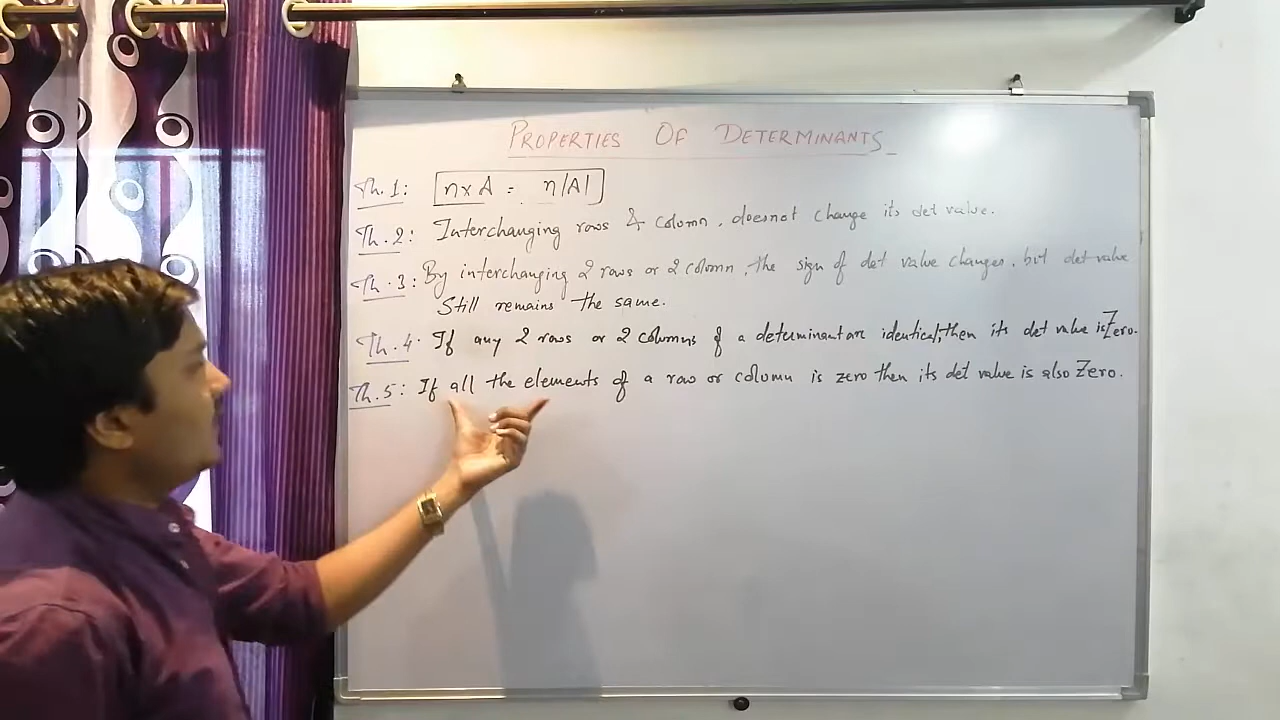 PROPERTIES OF DETERMINANTS
Th.1: n×A = n|A|
Th.2: Interchanging rows & column, doesnot change its det value.
Th.3: By interchanging 2 rows or 2 column, the sign of det value changes, but det value
Still remains the same.
Th.4: If any 2 rows or 2 columns of a determinant are identical, then its det value is Zero.
Th.5: If all the elements of a row or column is zero then its det value is also Zero.